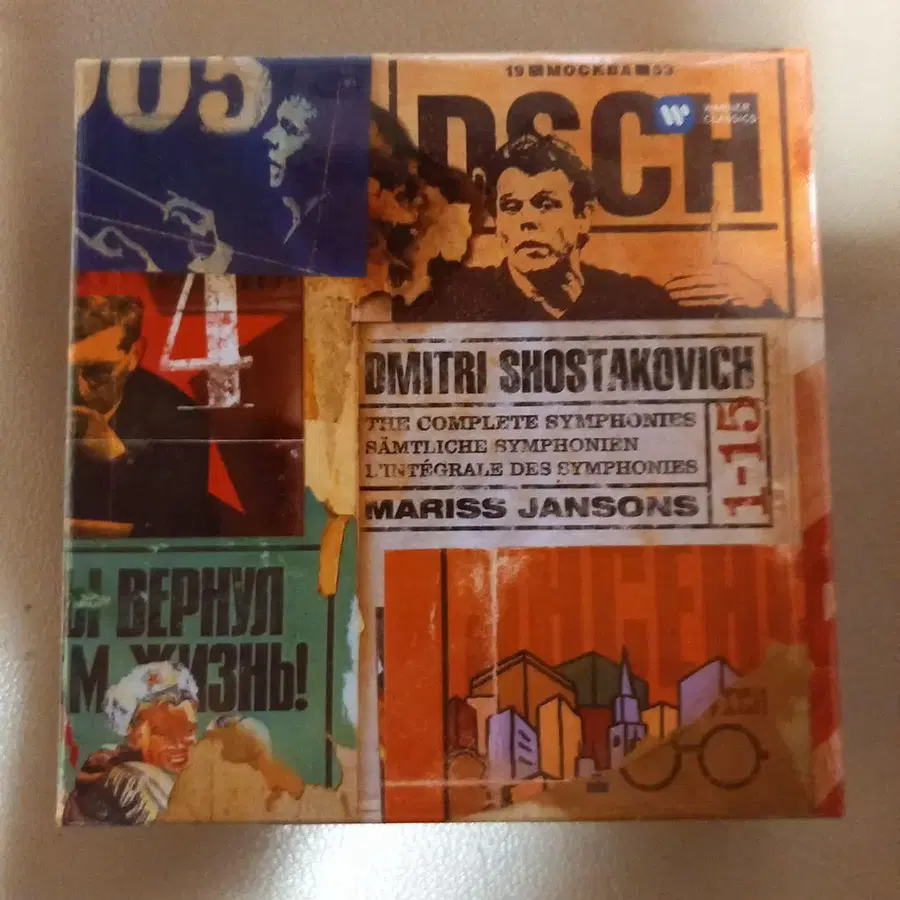 1905
19 МОСКВА 53
DSCH
WARNER
CLASSICS
4
DMITRI SHOSTAKOVICH
THE COMPLETE SYMPHONIES
SÄMTLICHE SYMPHONIEN
L'INTÉGRALE DES SYMPHONIES
1-15
MARISS JANSONS
Ы ВЕРНУЛ
М ЖИЗНЬ!